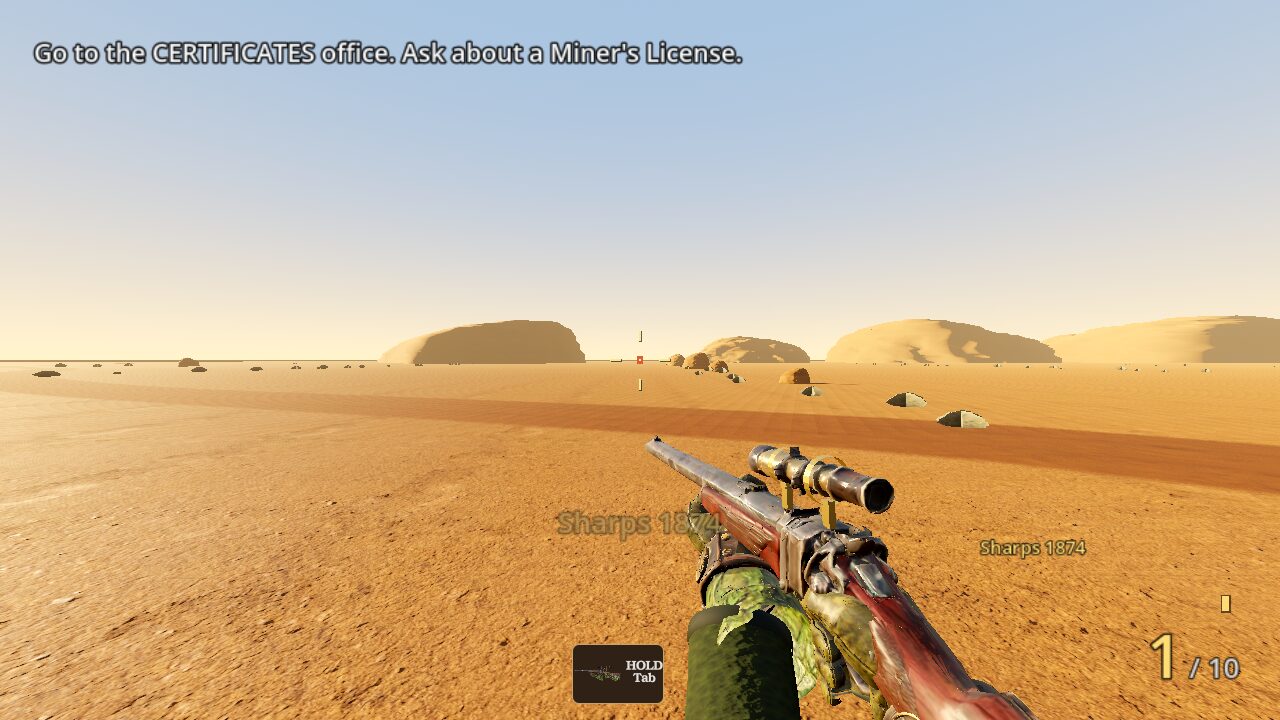 Go to the CERTIFICATES office. Ask about a Miner's License.
Sharps 1874
Sharps 1874
HOLD
Tab
1 / 10